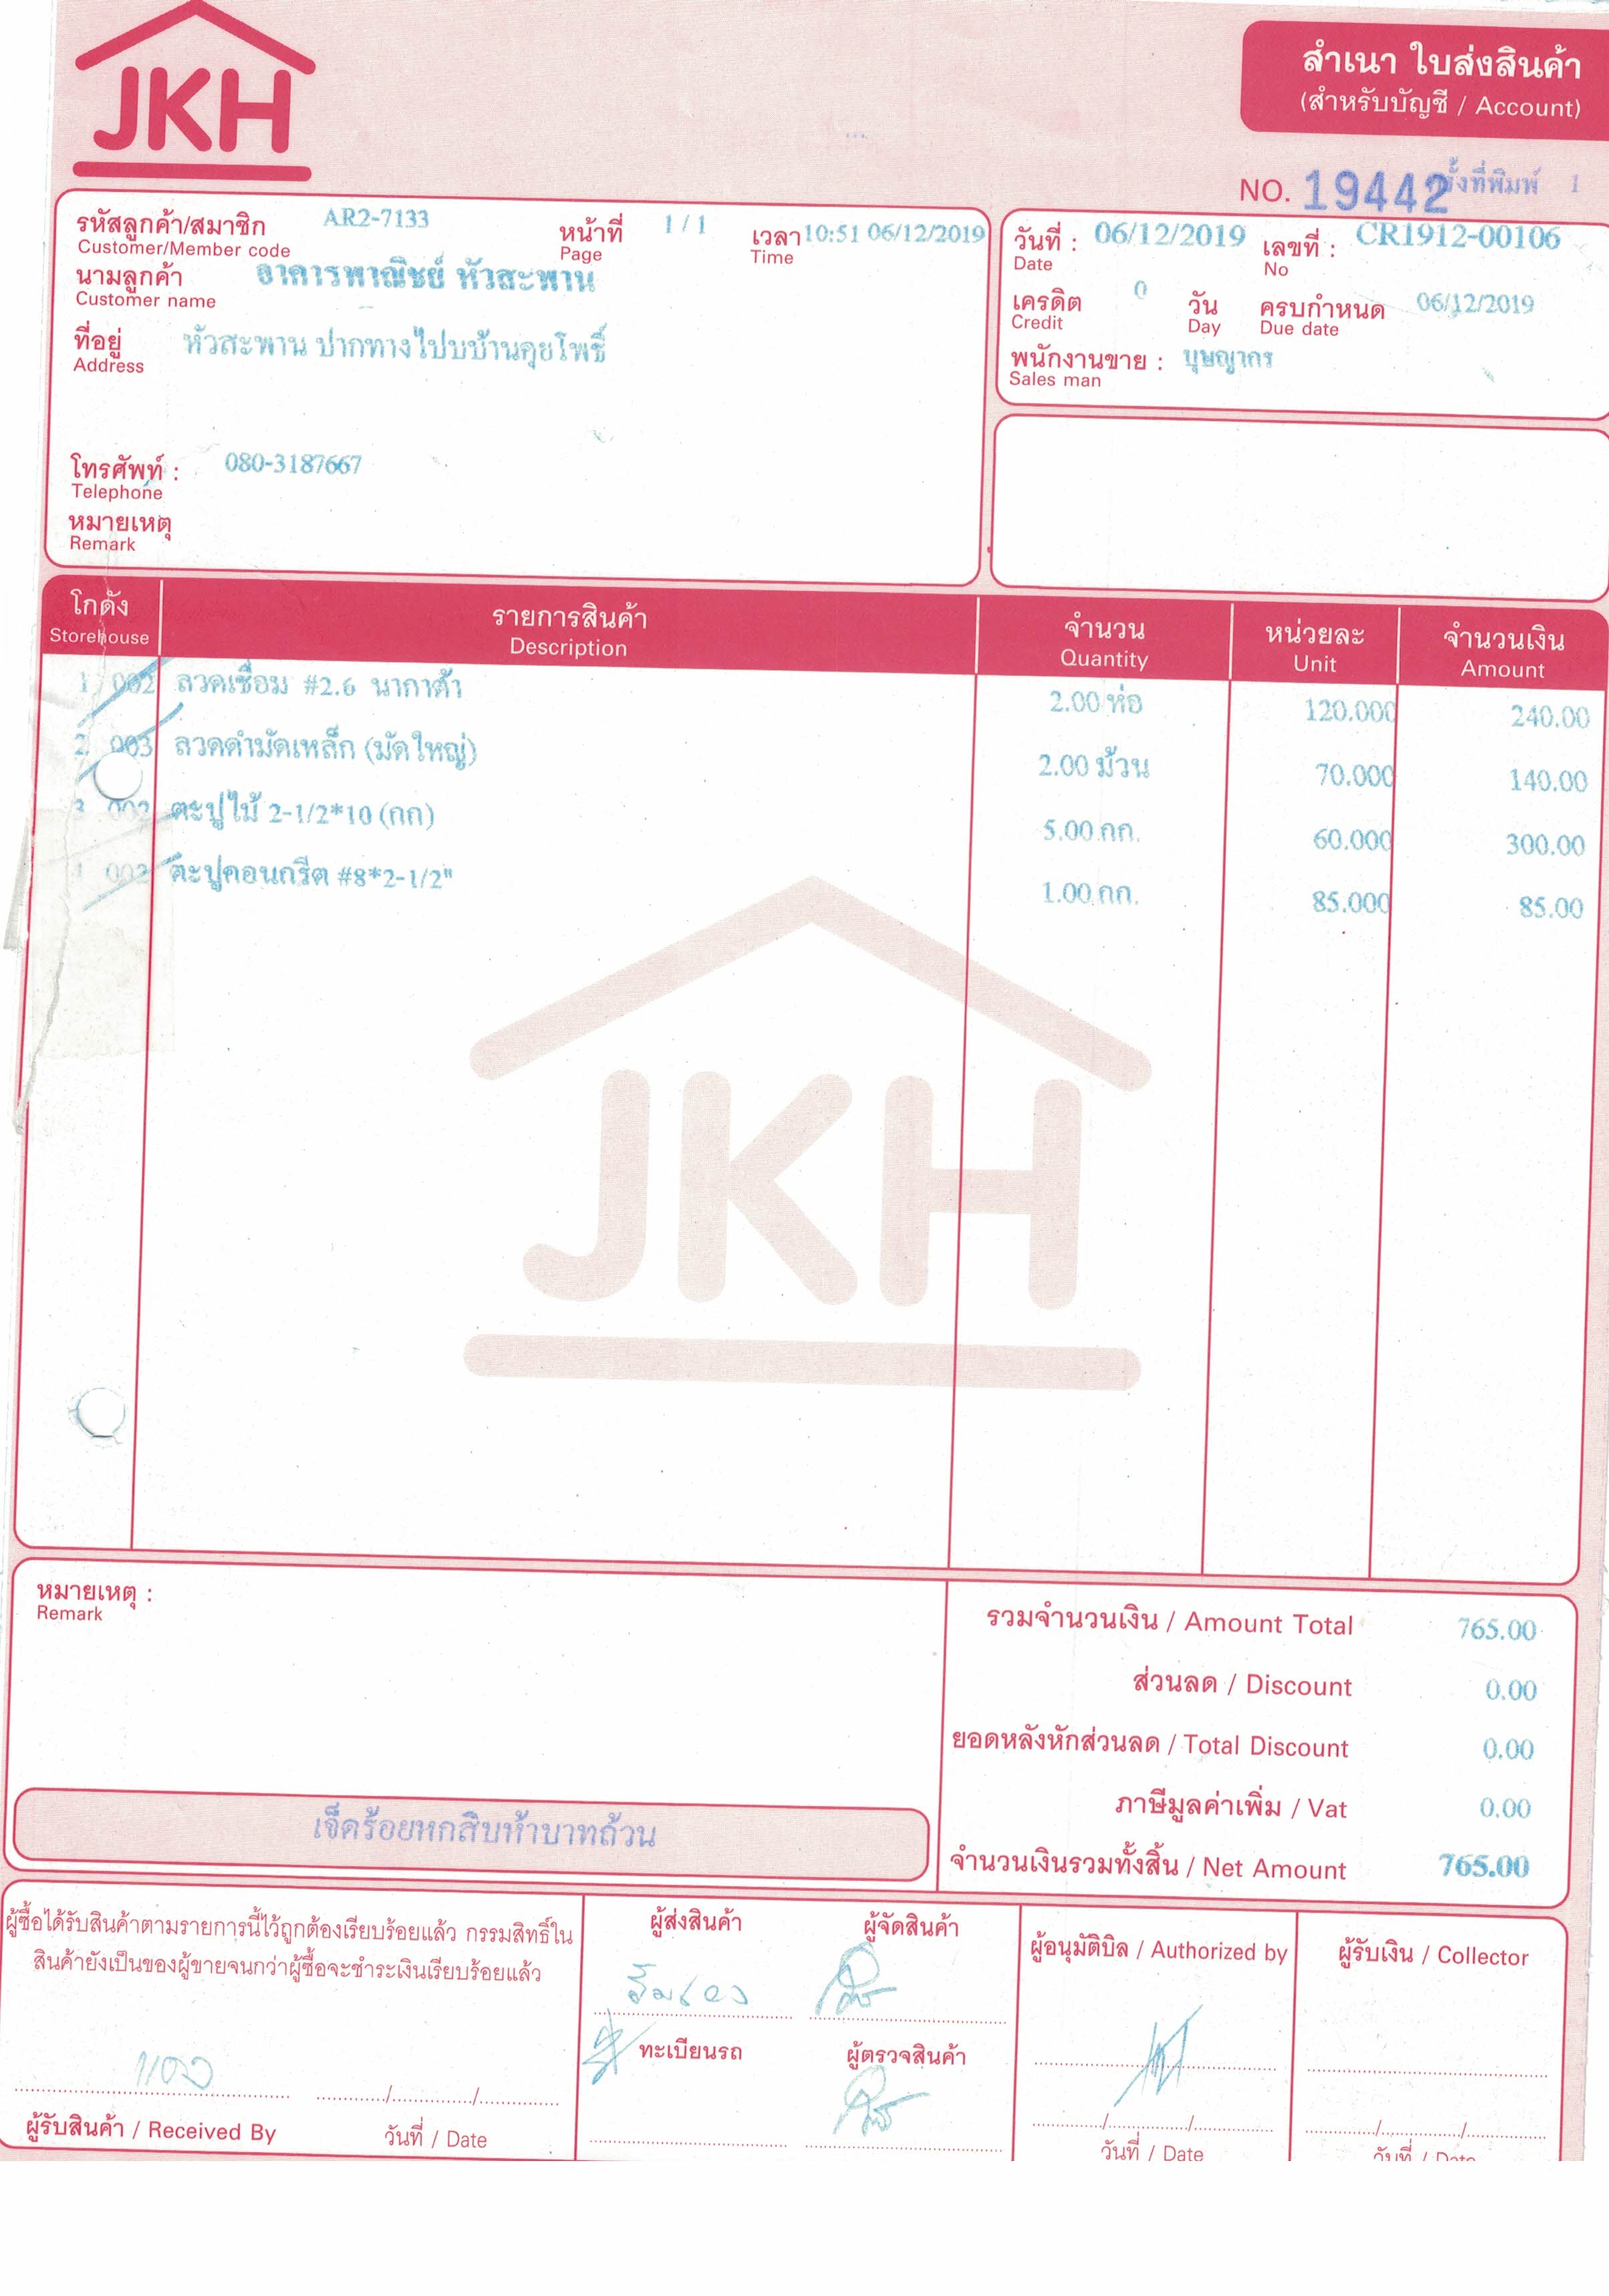 JKH
สำเนา ใบส่งสินค้า
(สำหรับบัญชี / Account)
NO. 19442 ครั้งที่พิมพ์ 1
รหัสลูกค้า/สมาชิก AR2-7133 หน้าที่ 1 / 1 เวลา 10:51 06/12/2019
Customer/Member code Page Time
นามลูกค้า อาคารพาณิชย์ หัวสะพาน
Customer name
ที่อยู่ หัวสะพาน ปากทางไปบบ้านคุยโพธิ์
Address
โทรศัพท์ : 080-3187667
Telephone
หมายเหตุ
Remark
วันที่ : 06/12/2019 เลขที่ : CR1912-00106
Date No
เครดิต 0 วัน ครบกำหนด 06/12/2019
Credit Day Due date
พนักงานขาย : บุษญากร
Sales man
โกดัง รายการสินค้า จำนวน หน่วยละ จำนวนเงิน
Storehouse Description Quantity Unit Amount
1 002 ลวดเชื่อม #2.6 นากาต้า 2.00 ห่อ 120.000 240.00
2 003 ลวดดำมัดเหล็ก (มัดใหญ่) 2.00 ม้วน 70.000 140.00
3 002 ตะปูไม้ 2-1/2*10 (กก) 5.00 กก. 60.000 300.00
002 ตะปูคอนกรีต #8*2-1/2" 1.00 กก. 85.000 85.00
JKH
หมายเหตุ :
Remark
รวมจำนวนเงิน / Amount Total 765.00
ส่วนลด / Discount 0.00
ยอดหลังหักส่วนลด / Total Discount 0.00
ภาษีมูลค่าเพิ่ม / Vat 0.00
เจ็ดร้อยหกสิบห้าบาทถ้วน
จำนวนเงินรวมทั้งสิ้น / Net Amount 765.00
ผู้ซื้อได้รับสินค้าตามรายการนี้ไว้ถูกต้องเรียบร้อยแล้ว กรรมสิทธิ์ใน
สินค้ายังเป็นของผู้ขายจนกว่าผู้ซื้อจะชำระเงินเรียบร้อยแล้ว
ผู้รับสินค้า / Received By วันที่ / Date
ผู้ส่งสินค้า ผู้จัดสินค้า
ทะเบียนรถ ผู้ตรวจสินค้า
ผู้อนุมัติบิล / Authorized by
วันที่ / Date
ผู้รับเงิน / Collector
วันที่ / Date